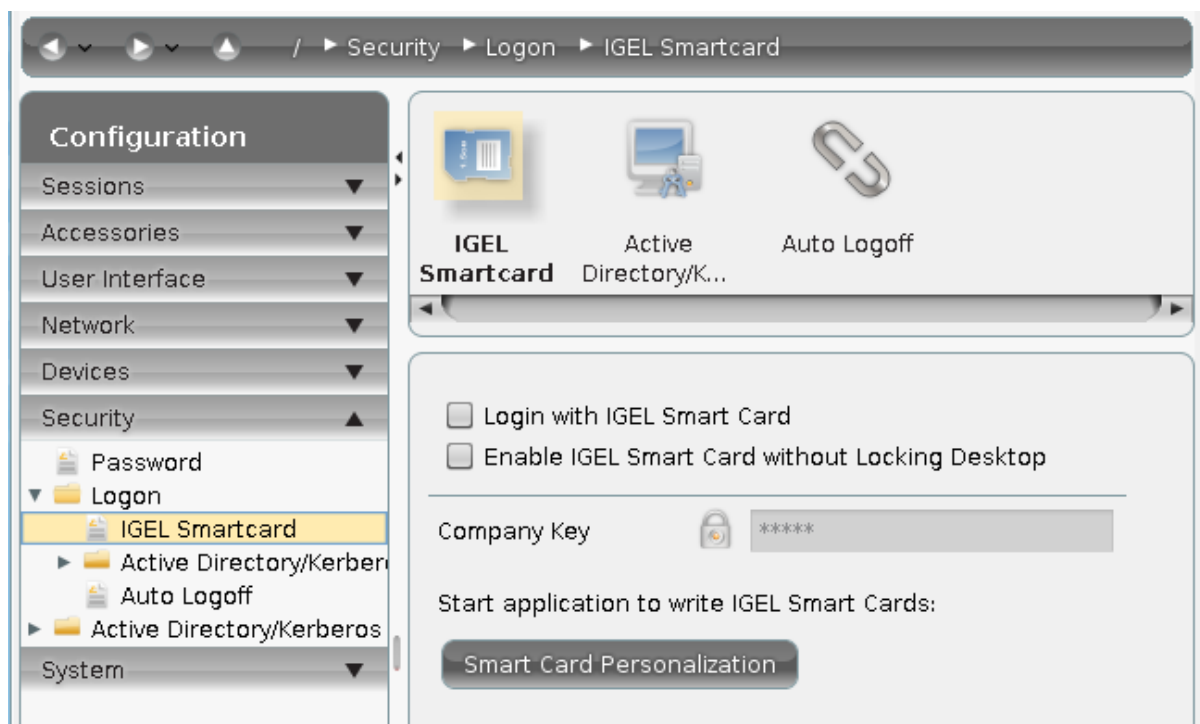 / Security Logon IGEL Smartcard
Configuration
Sessions
Accessories
User Interface
Network
Devices
Security
Password
Logon
IGEL Smartcard
Active Directory/Kerber
Auto Logoff
Active Directory/Kerberos
System
IGEL
Smartcard
Active
Directory/K...
Auto Logoff
Login with IGEL Smart Card
Enable IGEL Smart Card without Locking Desktop
Company Key *****
Start application to write IGEL Smart Cards:
Smart Card Personalization